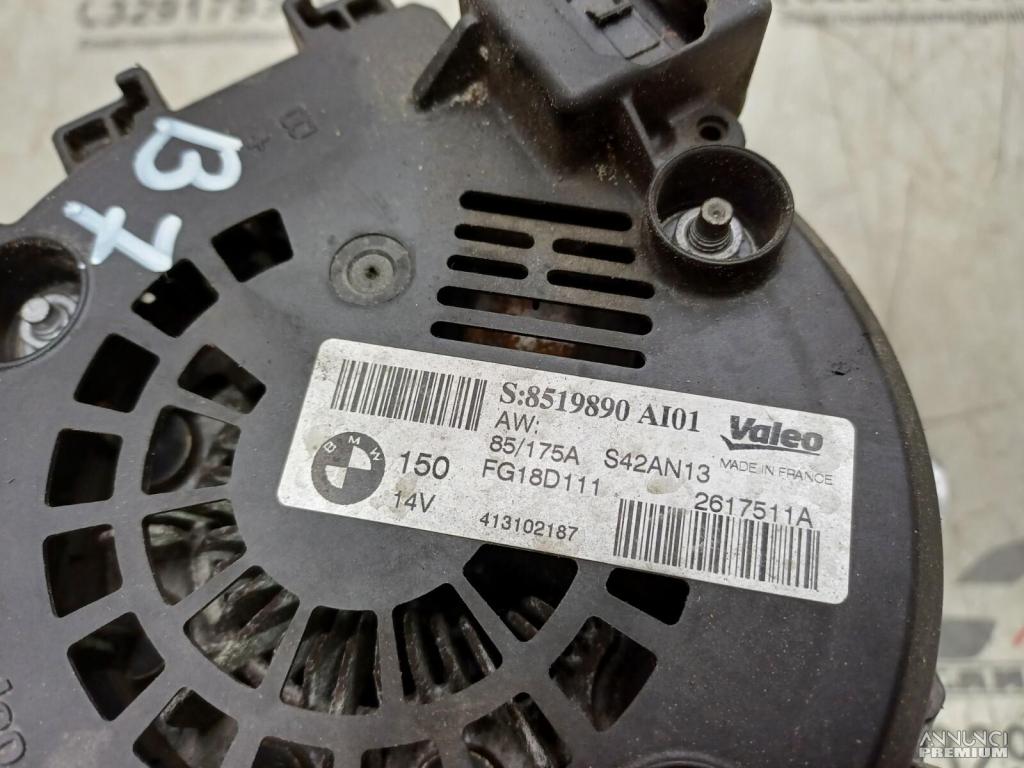 B7
S:8519890 AI01
AW:
Valeo
85/175A S42AN13
MADE IN FRANCE
BMW
150 FG18D111
2617511A
14V
413102187
ANNUNCI
PREMIUM